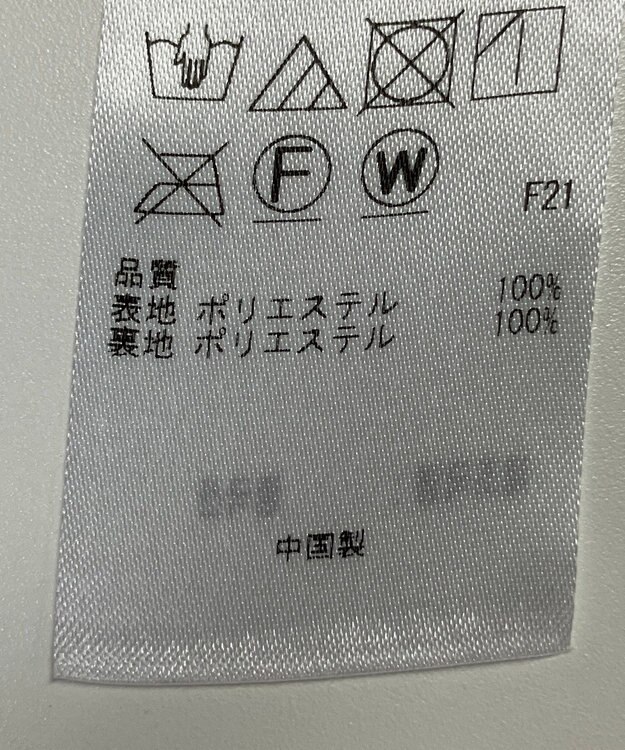 F W
F21
品質
表地 ポリエステル 100%
裏地 ポリエステル 100%
中国製